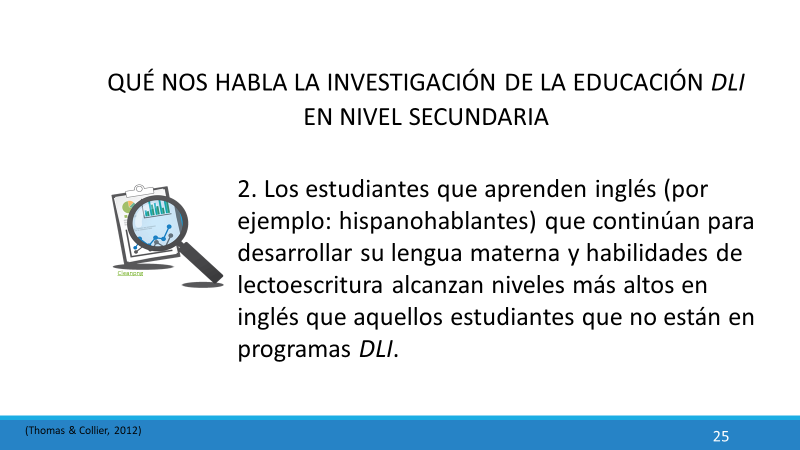 QUÉ NOS HABLA LA INVESTIGACIÓN DE LA EDUCACIÓN DLI
EN NIVEL SECUNDARIA
2. Los estudiantes que aprenden inglés (por
ejemplo: hispanohablantes) que continúan para
desarrollar su lengua materna y habilidades de
lectoescritura alcanzan niveles más altos en
inglés que aquellos estudiantes que no están en
programas DLI.
(Thomas & Collier, 2012)
25